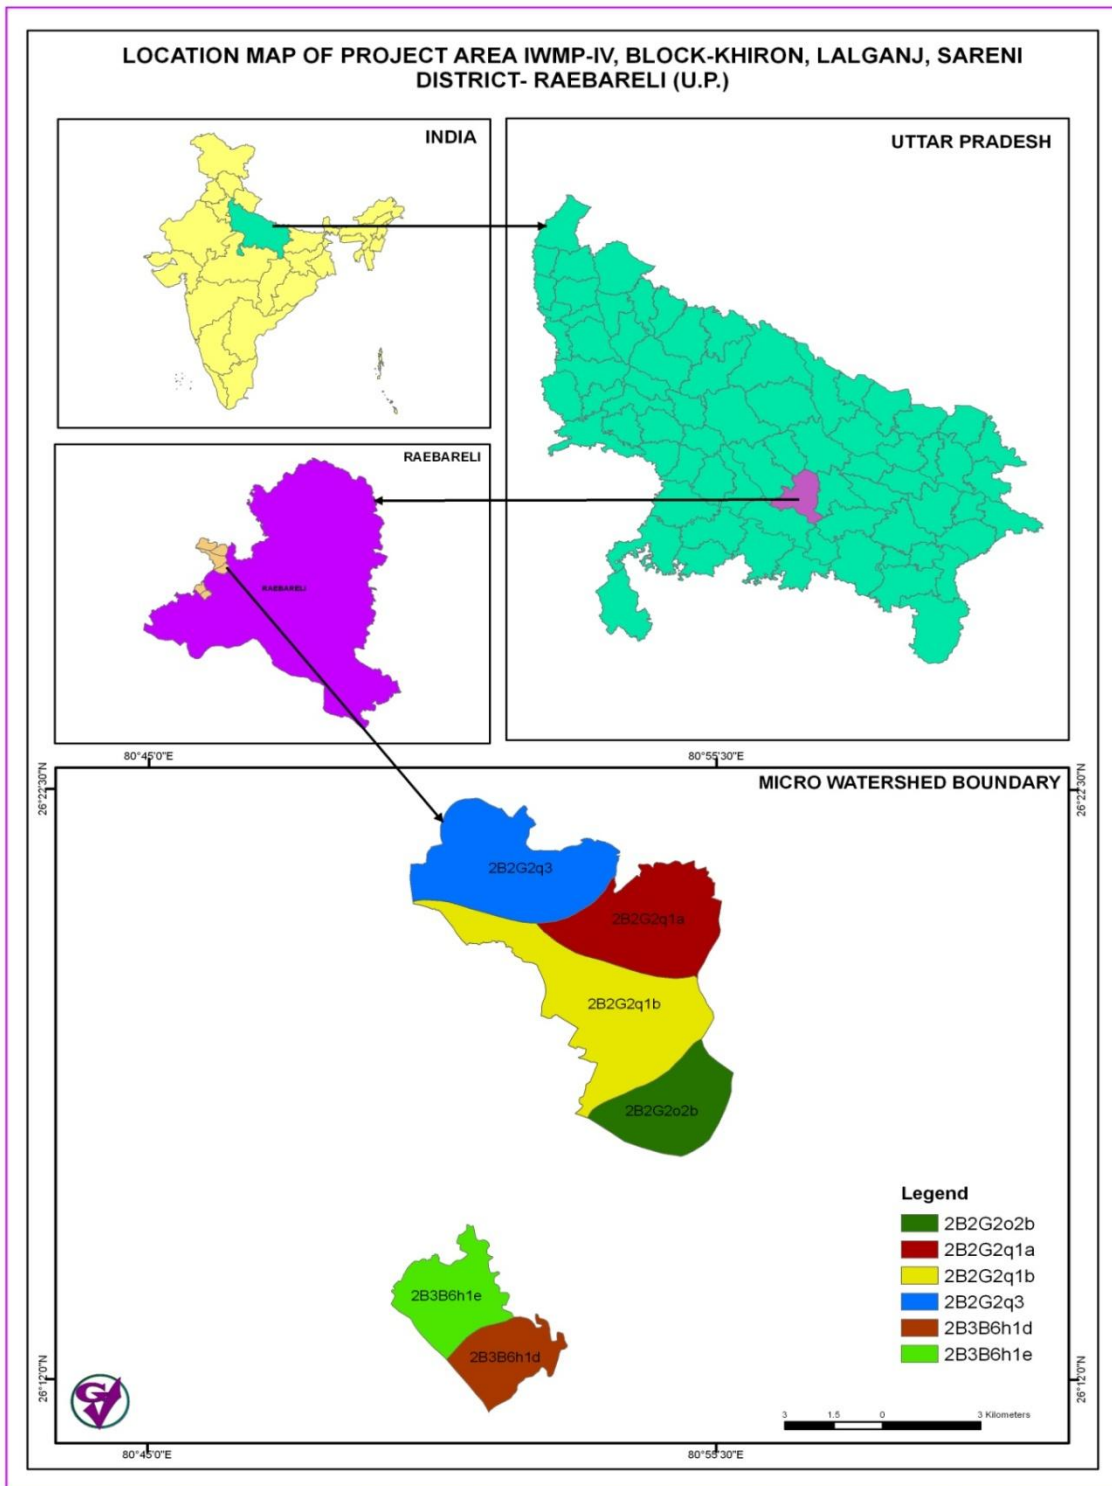 LOCATION MAP OF PROJECT AREA IWMP-IV, BLOCK-KHIRON, LALGANJ, SARENI
DISTRICT- RAEBARELI (U.P.)
INDIA
UTTAR PRADESH
RAEBARELI
RAEBARELI
80°45'0"E
80°55'30"E
26°22'30"N
26°22'30"N
MICRO WATERSHED BOUNDARY
2B2G2q3
2B2G2q1a
2B2G2q1b
2B2G2o2b
2B3B6h1e
2B3B6h1d
Legend
2B2G2o2b
2B2G2q1a
2B2G2q1b
2B2G2q3
2B3B6h1d
2B3B6h1e
26°12'0"N
26°12'0"N
GV
3 1.5 0 3 Kilometers
80°45'0"E
80°55'30"E